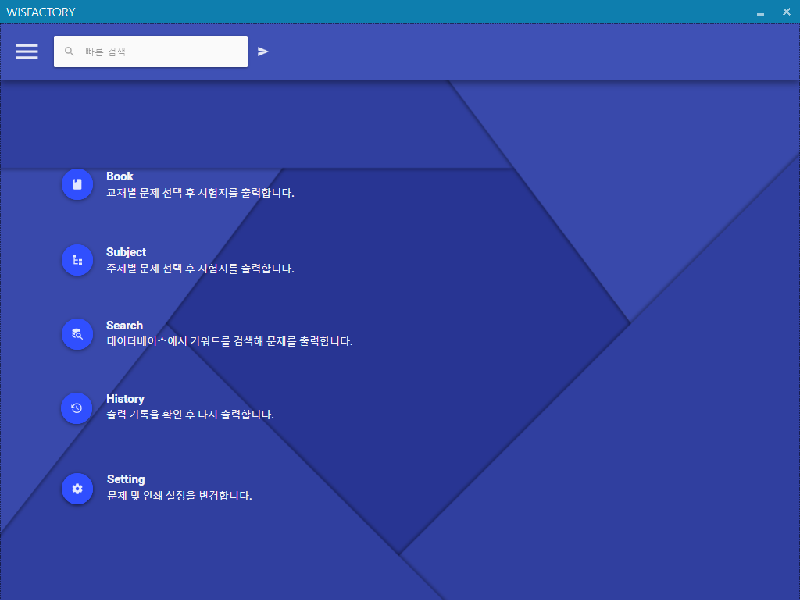 WISFACTORY
빠른 검색
Book
교재별 문제 선택 후 시험지를 출력합니다.
Subject
주제별 문제 선택 후 시험지를 출력합니다.
Search
데이터베이스에서 키워드를 검색해 문제를 출력합니다.
History
출력 기록을 확인 후 다시 출력합니다.
Setting
문제 및 인쇄 설정을 변경합니다.